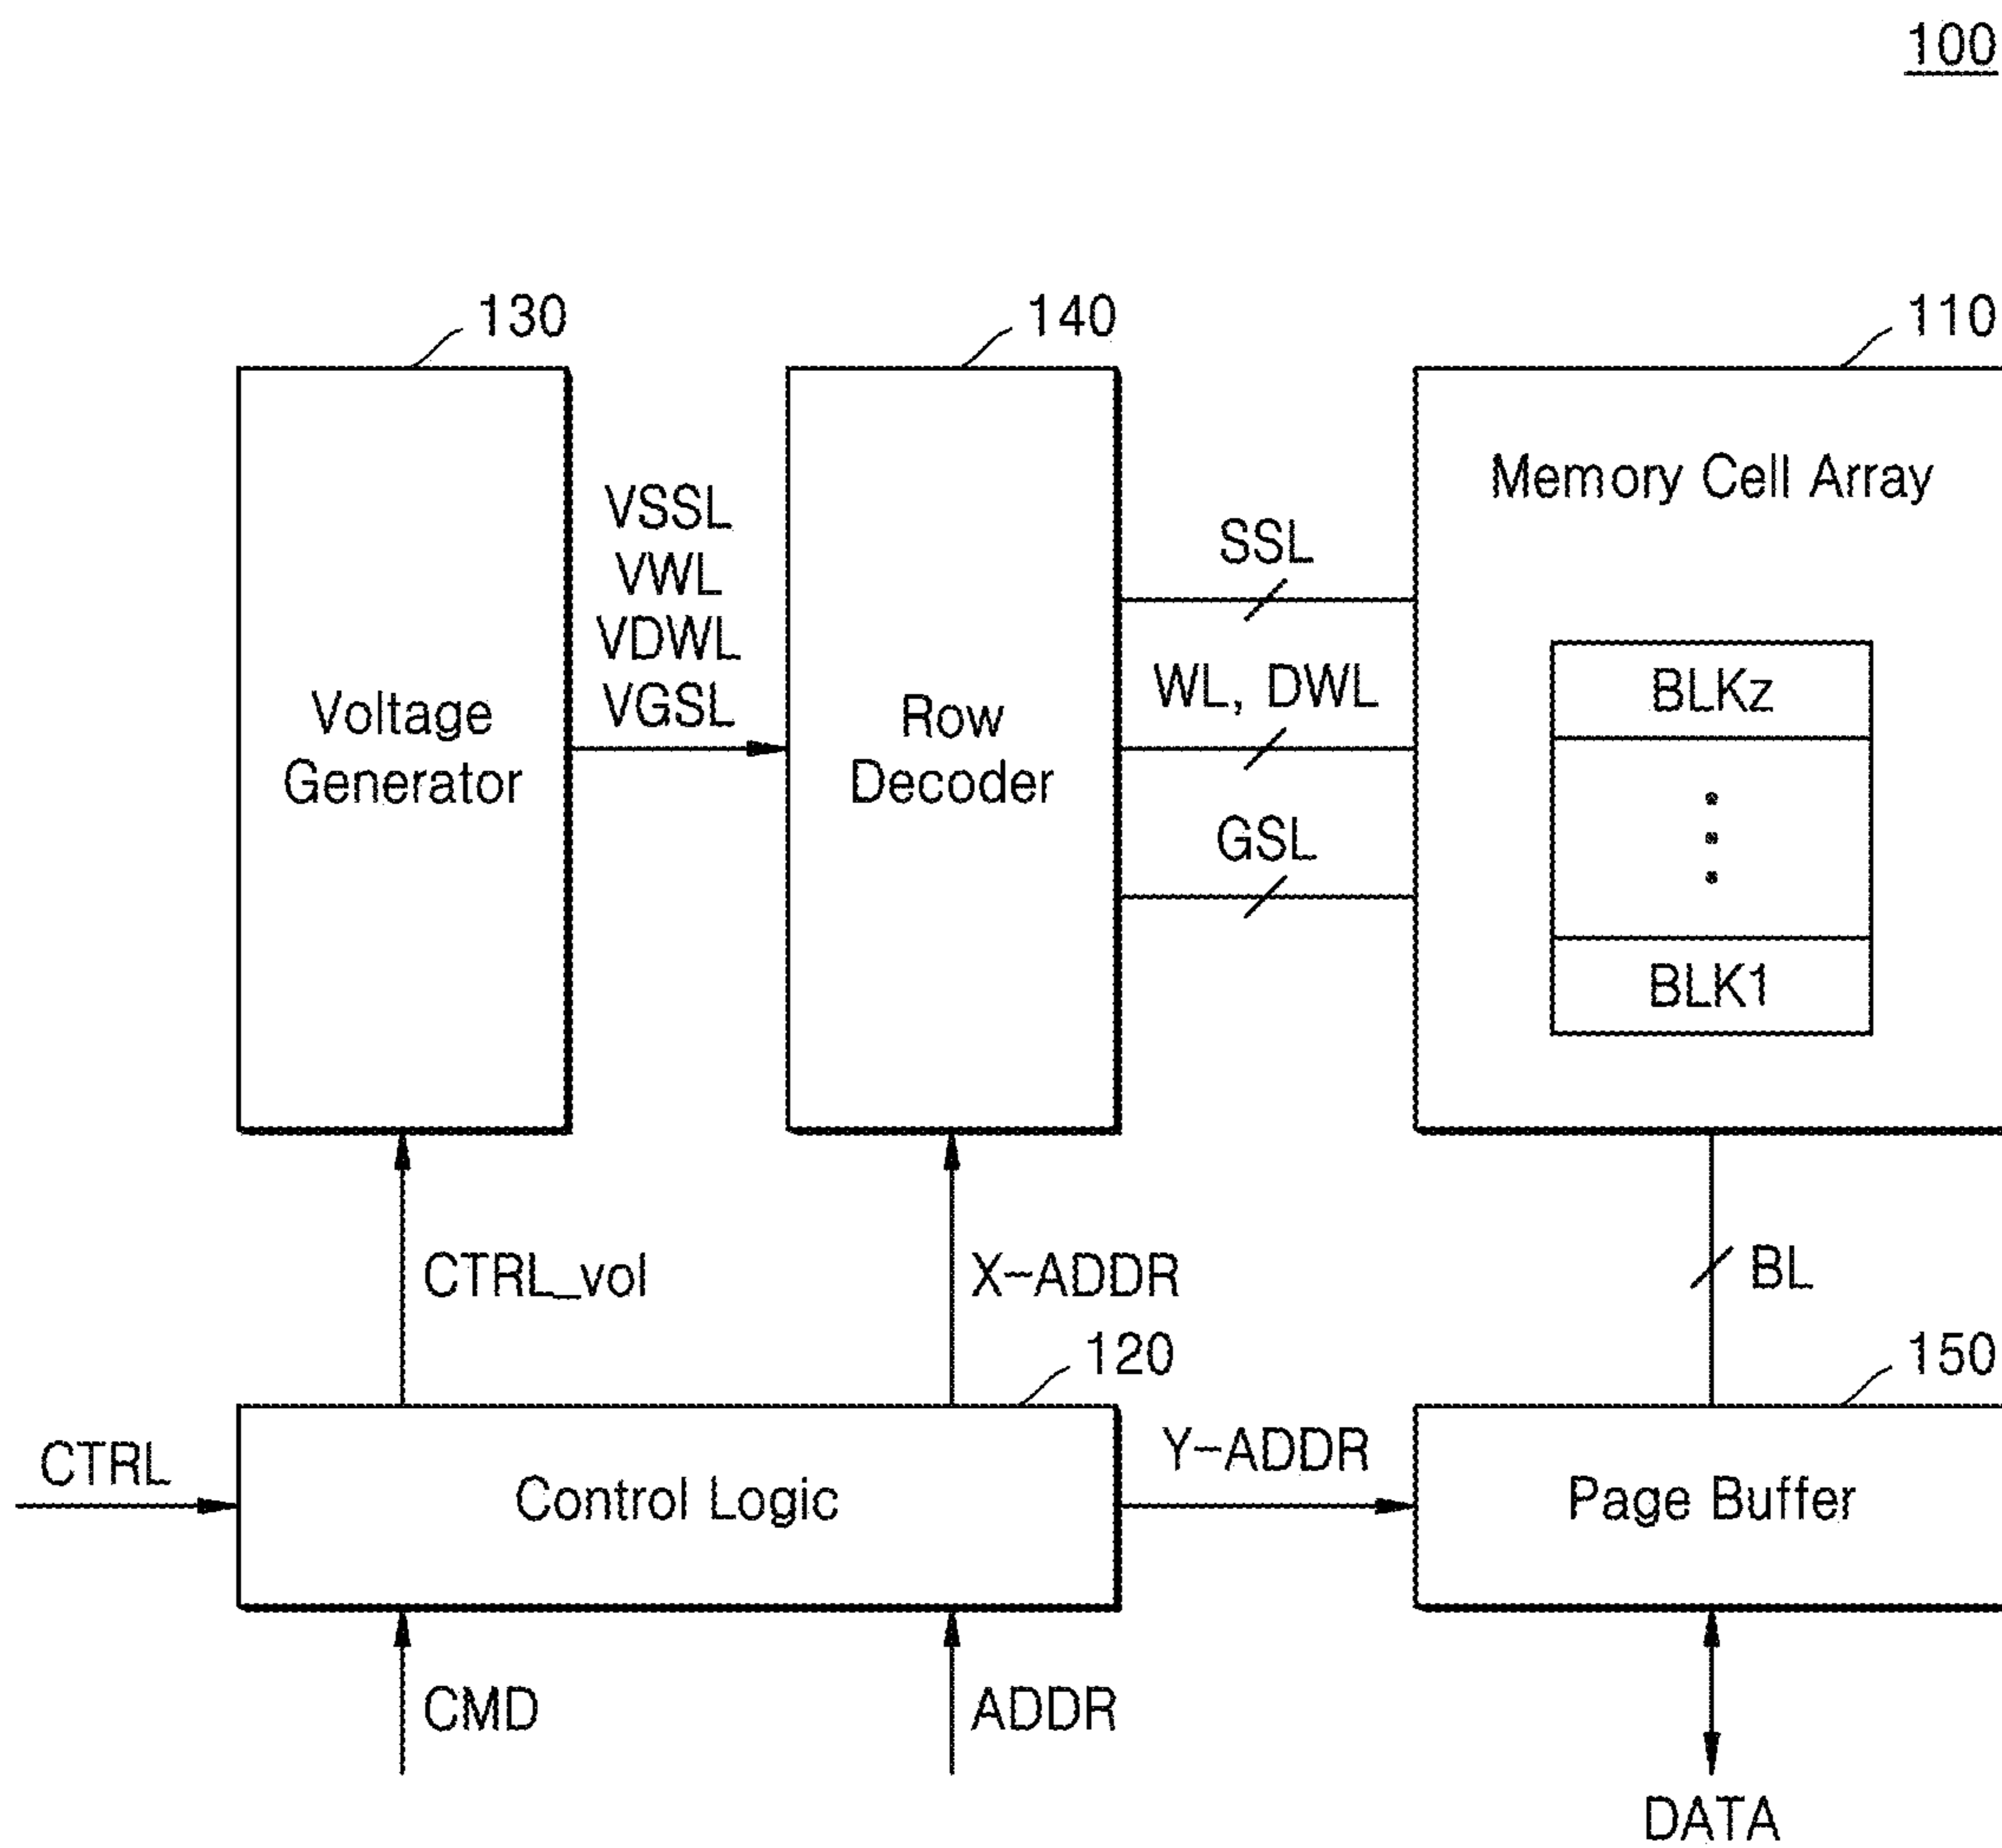 100
130
140
110
Memory Cell Array
VSSL
VWL
VDWL
VGSL
SSL
WL, DWL
GSL
BLKz
BLK1
Voltage
Generator
Row
Decoder
CTRL_vol
X-ADDR
BL
120
150
CTRL
Control Logic
Y-ADDR
Page Buffer
CMD
ADDR
DATA